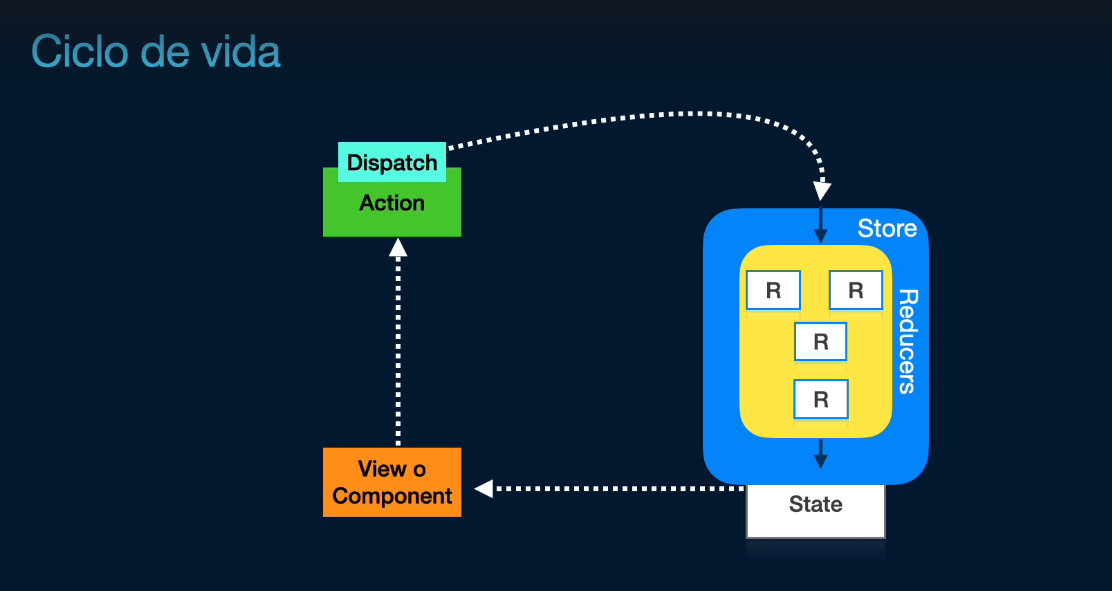 Ciclo de vida
Dispatch
Action
Store
R
R
R
R
Reducers
View o
Component
State